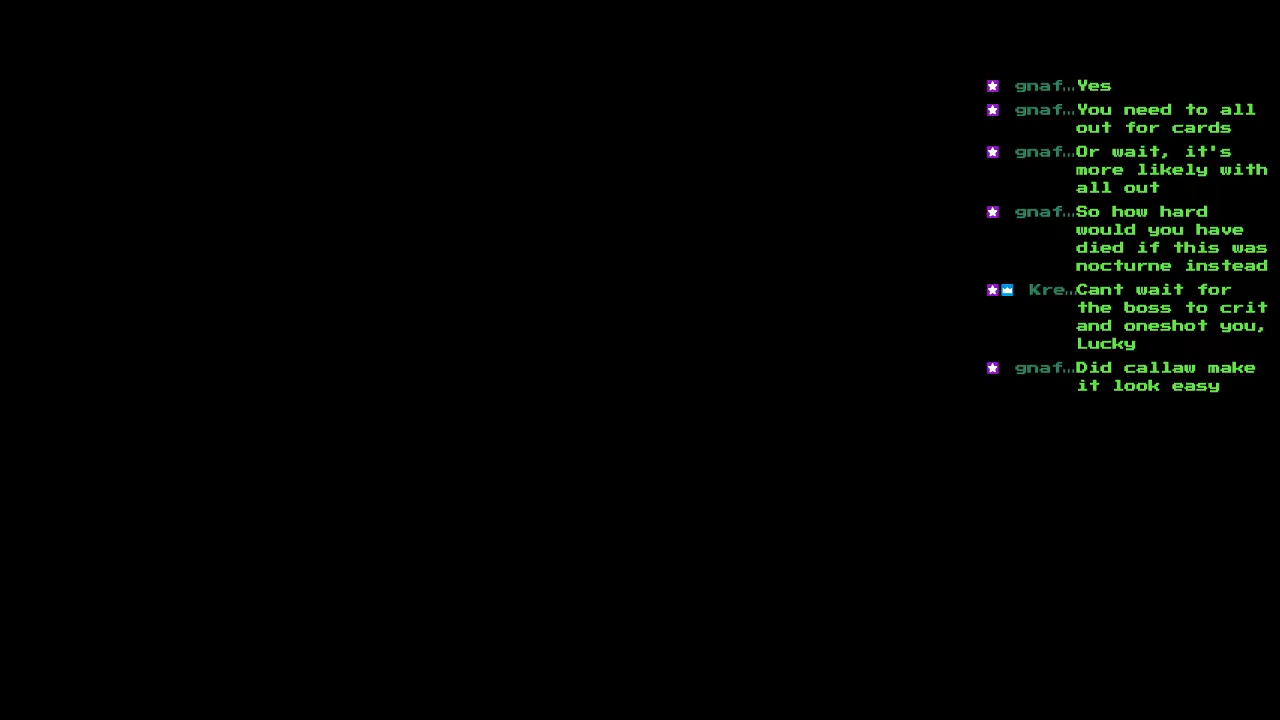 gnaf...Yes
gnaf...You need to all
out for cards
gnaf...Or wait, it's
more likely with
all out
gnaf...So how hard
would you have
died if this was
nocturne instead
Kre...Cant wait for
the boss to crit
and oneshot you,
Lucky
gnaf...Did callaw make
it look easy